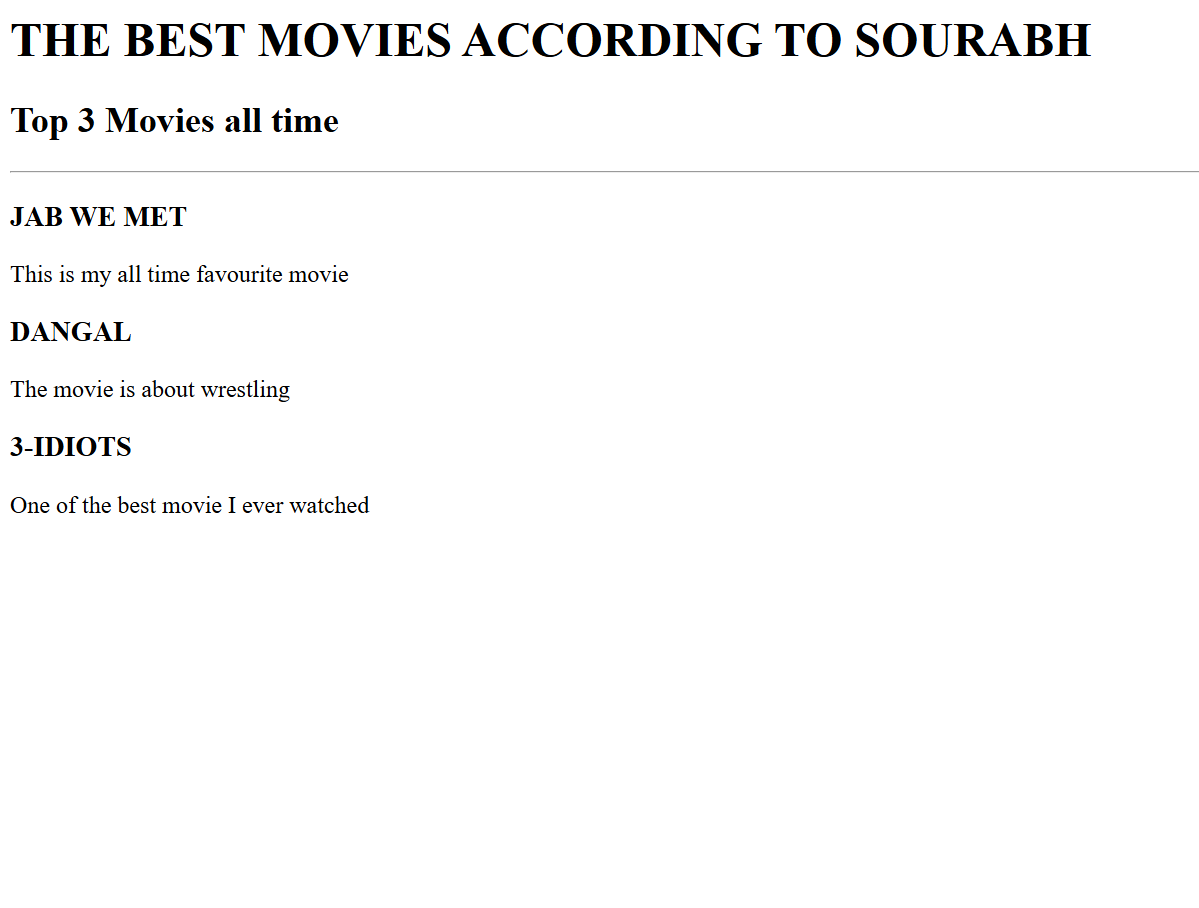 THE BEST MOVIES ACCORDING TO SOURABH
Top 3 Movies all time
JAB WE MET
This is my all time favourite movie
DANGAL
The movie is about wrestling
3-IDIOTS
One of the best movie I ever watched